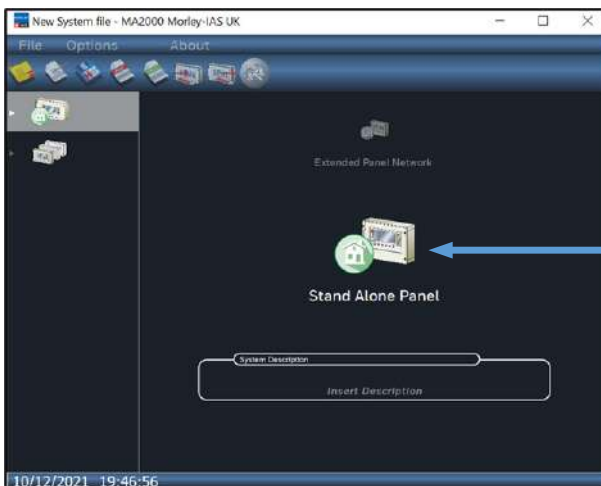 New System file - MA2000 Morley-IAS UK
File Options About
Extended Panel Network
Stand Alone Panel
System Description
Insert Description
10/12/2021 19:46:56